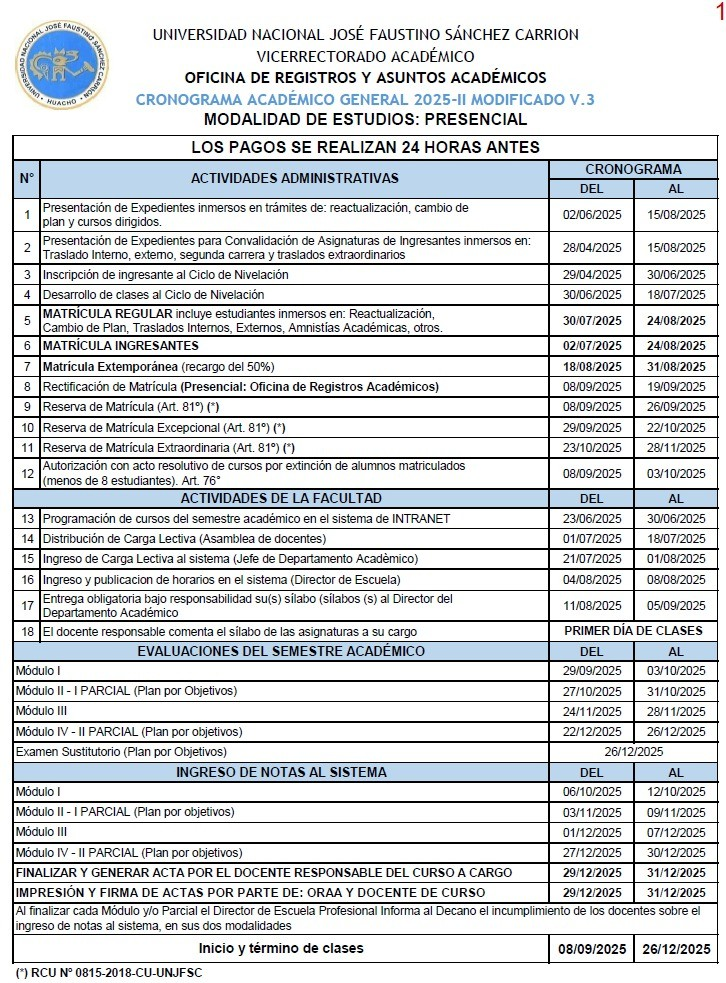 1
UNIVERSIDAD NACIONAL JOSÉ FAUSTINO SÁNCHEZ CARRION
HUACHO
UNIVERSIDAD NACIONAL JOSÉ FAUSTINO SÁNCHEZ CARRION
VICERRECTORADO ACADÉMICO
OFICINA DE REGISTROS Y ASUNTOS ACADÉMICOS
CRONOGRAMA ACADÉMICO GENERAL 2025-II MODIFICADO V.3
MODALIDAD DE ESTUDIOS: PRESENCIAL
LOS PAGOS SE REALIZAN 24 HORAS ANTES
N° ACTIVIDADES ADMINISTRATIVAS CRONOGRAMA
DEL AL
1 Presentación de Expedientes inmersos en trámites de: reactualización, cambio de
plan y cursos dirigidos. 02/06/2025 15/08/2025
2 Presentación de Expedientes para Convalidación de Asignaturas de Ingresantes inmersos en:
Traslado Interno, externo, segunda carrera y traslados extraordinarios 28/04/2025 15/08/2025
3 Inscripción de ingresante al Ciclo de Nivelación 29/04/2025 30/06/2025
4 Desarrollo de clases al Ciclo de Nivelación 30/06/2025 18/07/2025
5 MATRÍCULA REGULAR incluye estudiantes inmersos en: Reactualización,
Cambio de Plan, Traslados Internos, Externos, Amnistías Académicas, otros. 30/07/2025 24/08/2025
6 MATRÍCULA INGRESANTES 02/07/2025 24/08/2025
7 Matrícula Extemporánea (recargo del 50%) 18/08/2025 31/08/2025
8 Rectificación de Matrícula (Presencial: Oficina de Registros Académicos) 08/09/2025 19/09/2025
9 Reserva de Matrícula (Art. 81º) (*) 08/09/2025 26/09/2025
10 Reserva de Matrícula Excepcional (Art. 81º) (*) 29/09/2025 22/10/2025
11 Reserva de Matrícula Extraordinaria (Art. 81º) (*) 23/10/2025 28/11/2025
12 Autorización con acto resolutivo de cursos por extinción de alumnos matriculados
(menos de 8 estudiantes). Art. 76° 08/09/2025 03/10/2025
ACTIVIDADES DE LA FACULTAD DEL AL
13 Programación de cursos del semestre académico en el sistema de INTRANET 23/06/2025 30/06/2025
14 Distribución de Carga Lectiva (Asamblea de docentes) 01/07/2025 18/07/2025
15 Ingreso de Carga Lectiva al sistema (Jefe de Departamento Acadèmico) 21/07/2025 01/08/2025
16 Ingreso y publicacion de horarios en el sistema (Director de Escuela) 04/08/2025 08/08/2025
17 Entrega obligatoria bajo responsabilidad su(s) sílabo (sílabos (s) al Director del
Departamento Académico 11/08/2025 05/09/2025
18 El docente responsable comenta el sílabo de las asignaturas a su cargo PRIMER DÍA DE CLASES
EVALUACIONES DEL SEMESTRE ACADÉMICO DEL AL
Módulo I 29/09/2025 03/10/2025
Módulo II - I PARCIAL (Plan por Objetivos) 27/10/2025 31/10/2025
Módulo III 24/11/2025 28/11/2025
Módulo IV - II PARCIAL (Plan por objetivos) 22/12/2025 26/12/2025
Examen Sustitutorio (Plan por Objetivos) 26/12/2025
INGRESO DE NOTAS AL SISTEMA DEL AL
Módulo I 06/10/2025 12/10/2025
Módulo II - I PARCIAL (Plan por objetivos) 03/11/2025 09/11/2025
Módulo III 01/12/2025 07/12/2025
Módulo IV - II PARCIAL (Plan por objetivos) 27/12/2025 30/12/2025
FINALIZAR Y GENERAR ACTA POR EL DOCENTE RESPONSABLE DEL CURSO A CARGO 29/12/2025 31/12/2025
IMPRESIÓN Y FIRMA DE ACTAS POR PARTE DE: ORAA Y DOCENTE DE CURSO 29/12/2025 31/12/2025
Al finalizar cada Módulo y/o Parcial el Director de Escuela Profesional Informa al Decano el incumplimiento de los docentes sobre el
ingreso de notas al sistema, en sus dos modalidades
Inicio y término de clases 08/09/2025 26/12/2025
(*) RCU Nº 0815-2018-CU-UNJFSC